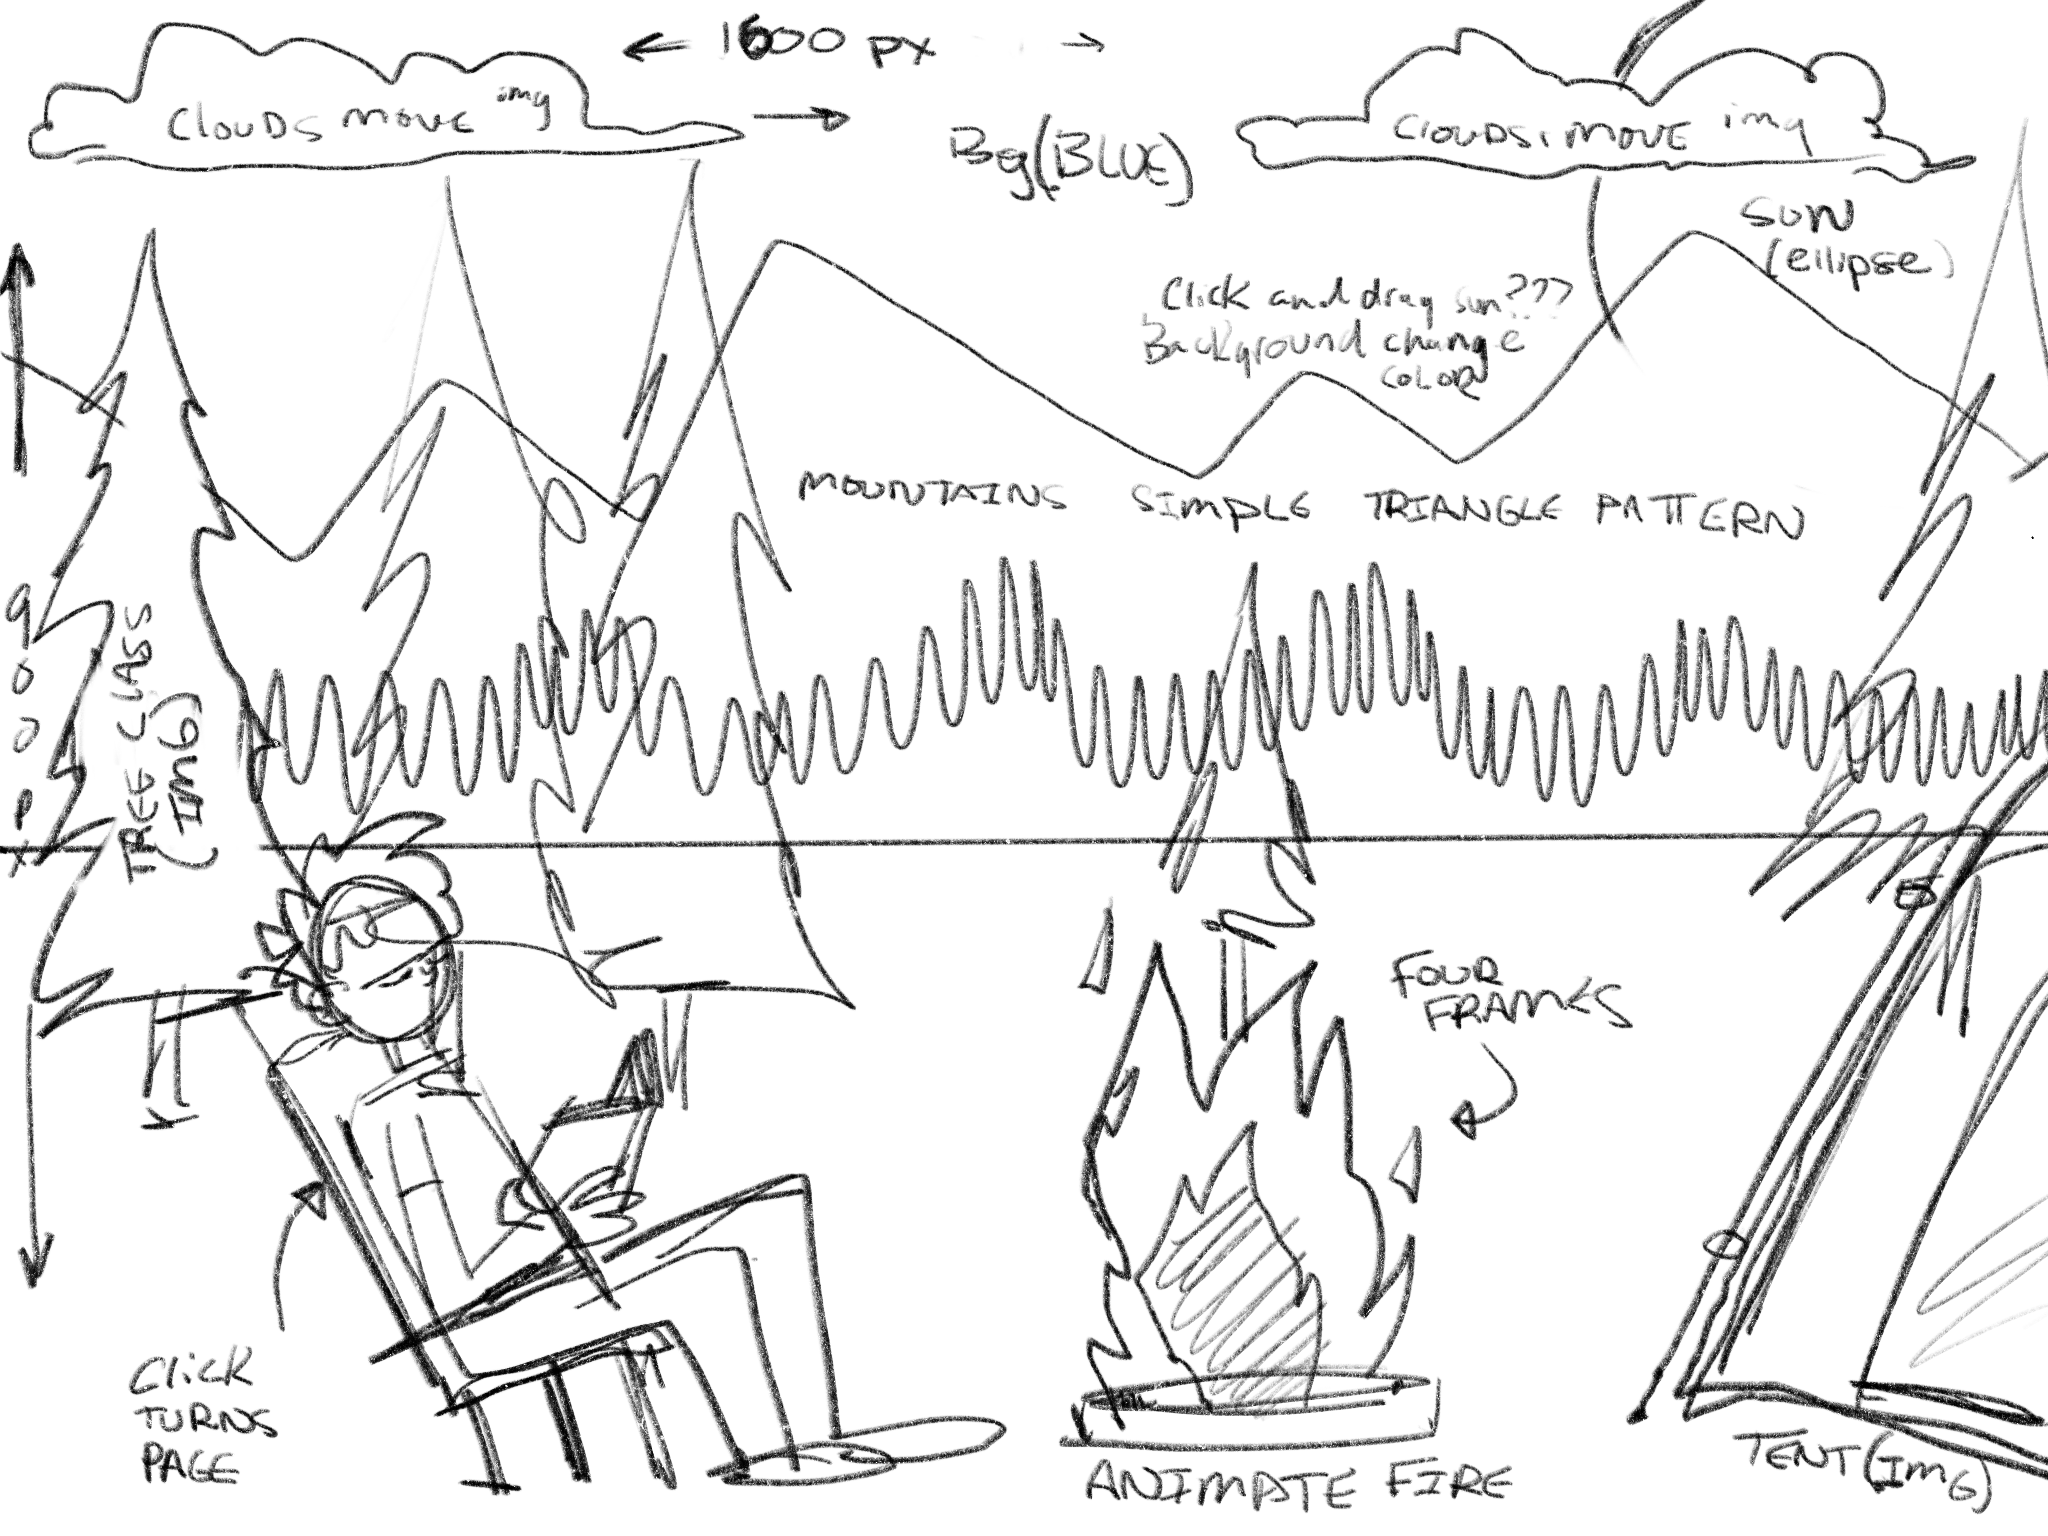 ← 1600 PX →
CLOUDS MOVE img
→
Bg(BLUE)
CLOUDS, MOVE img
SUN
(ellipse)
Click and drag sun???
Background change
COLOR
MOUNTAINS SIMPLE TRIANGLE PATTERN
900 px
TREE CLASS
(IMG)
FOUR
FRAMES
Click
TURNS
PAGE
ANIMATE FIRE
TENT(IMG)